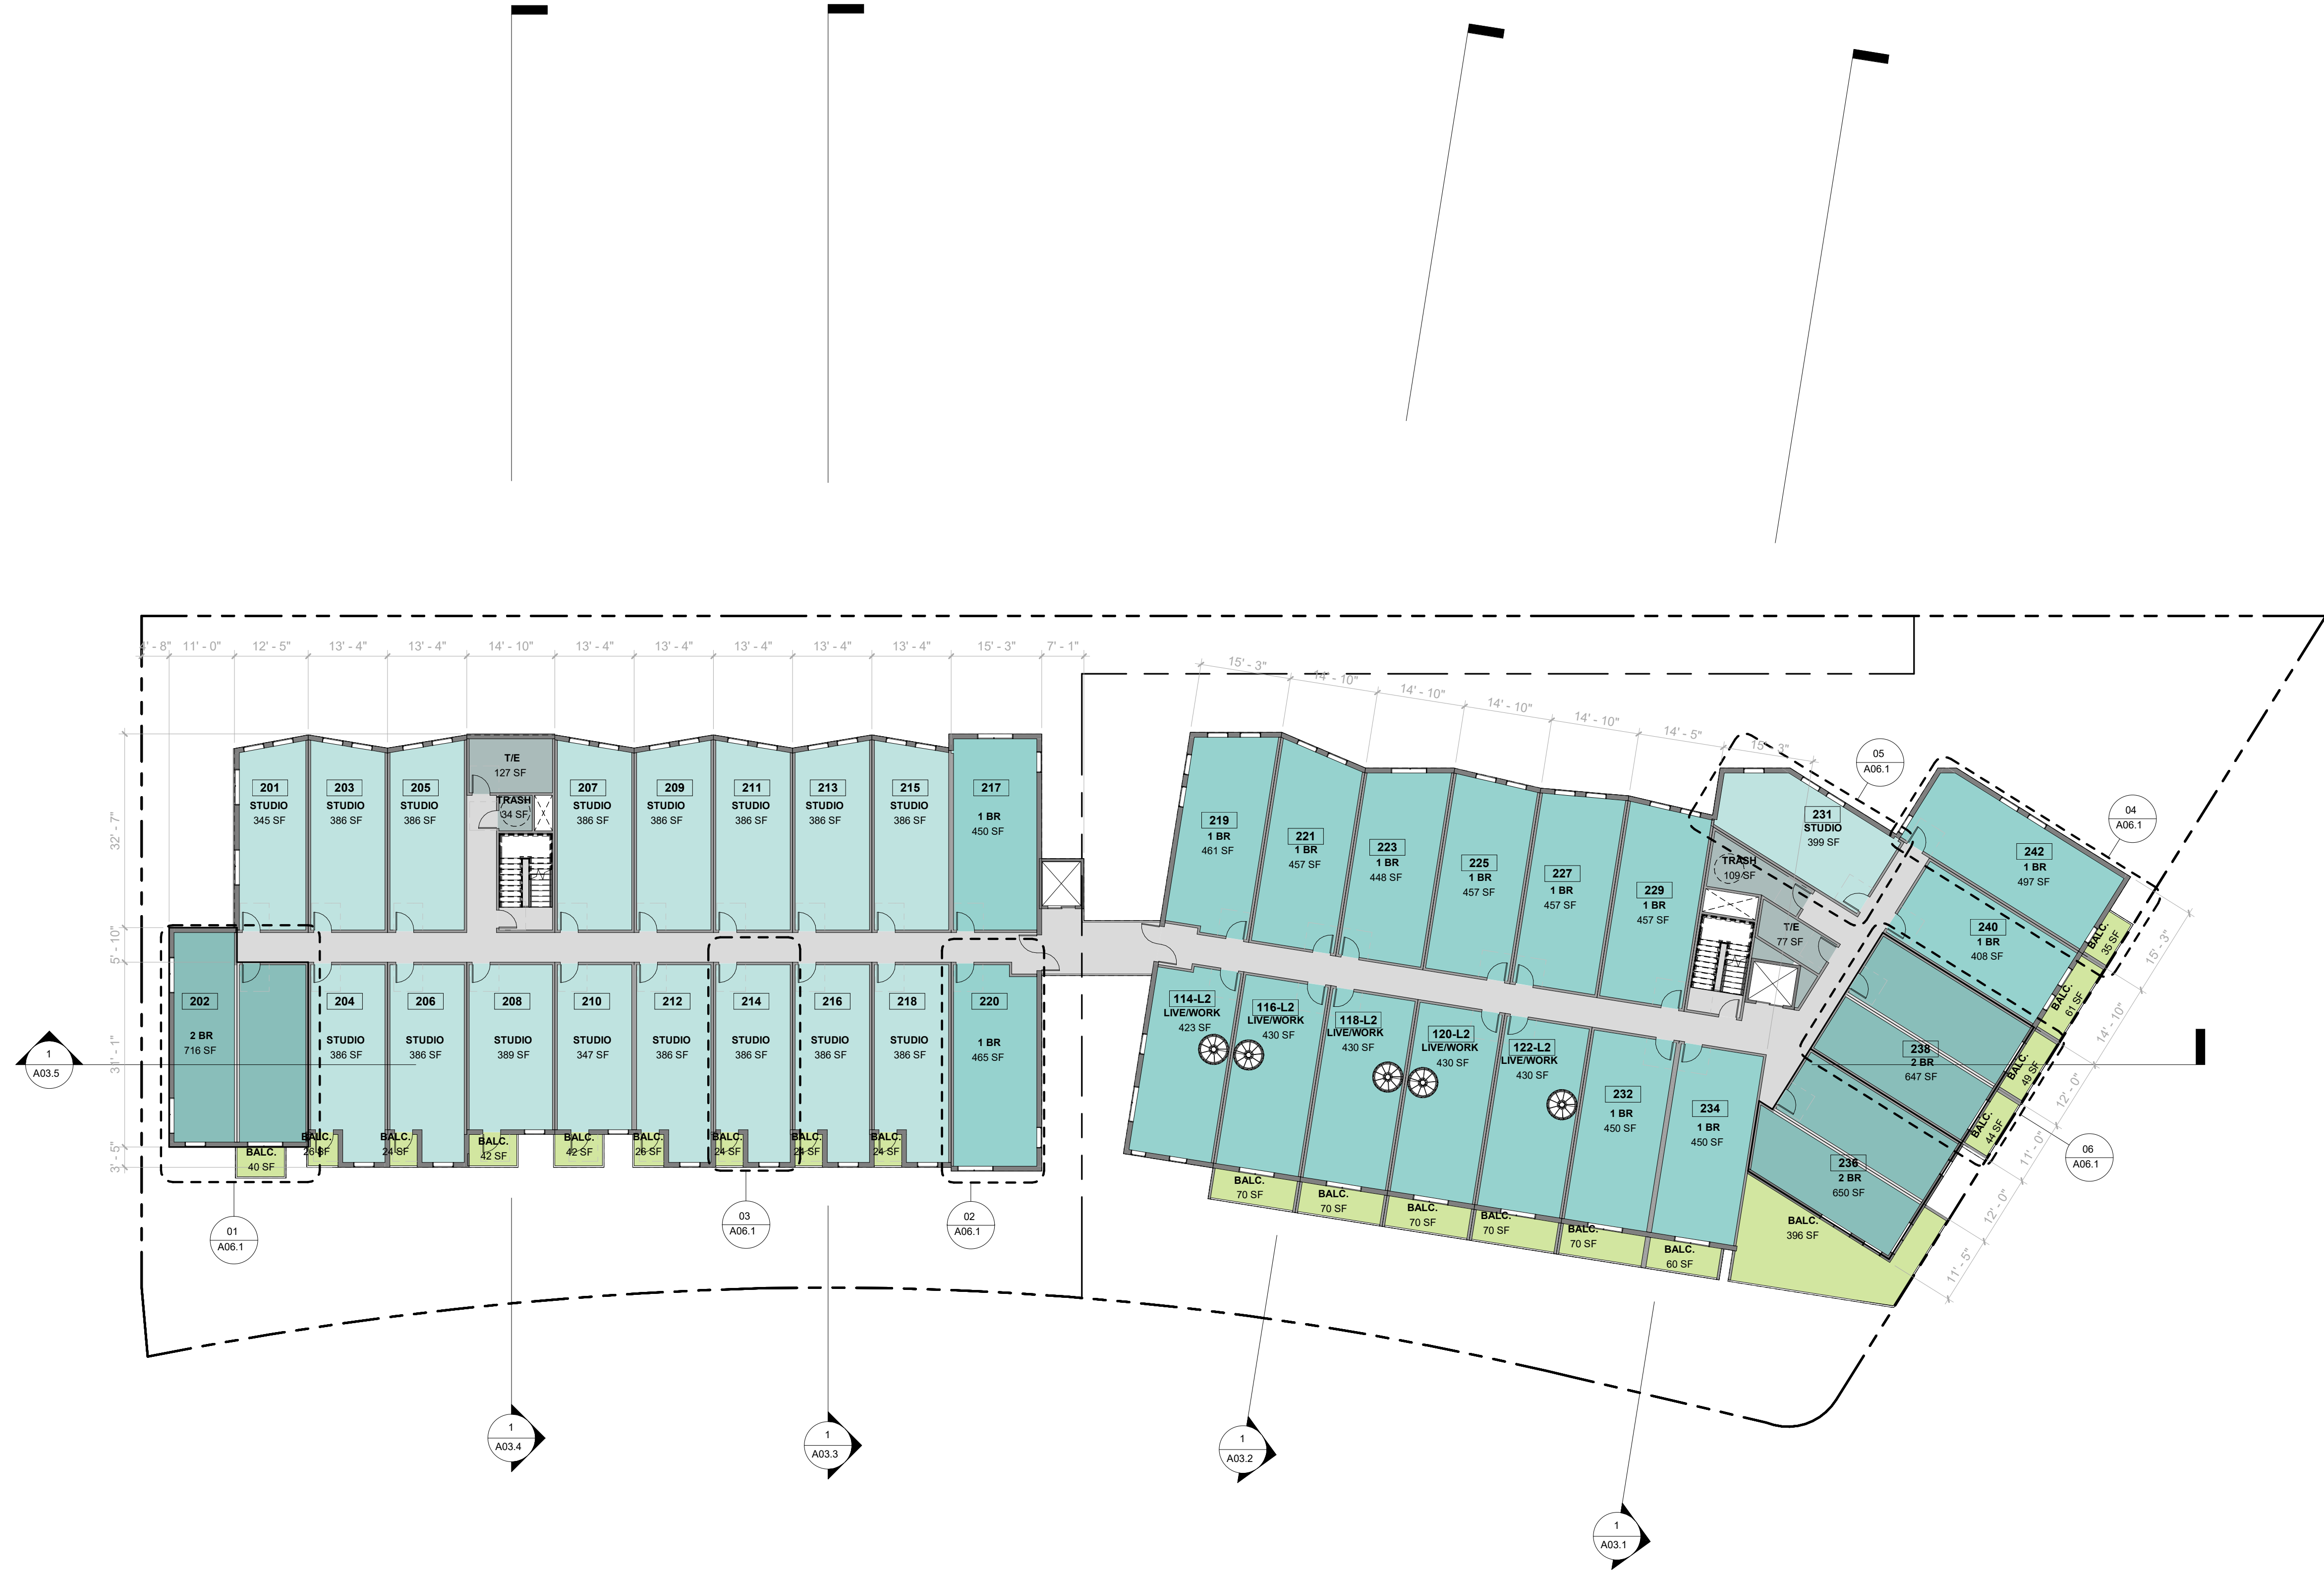 4' - 8"
11' - 0"
12' - 5"
13' - 4"
13' - 4"
14' - 10"
13' - 4"
13' - 4"
13' - 4"
13' - 4"
13' - 4"
15' - 3"
7' - 1"
15' - 3"
14' - 10"
14' - 10"
14' - 10"
14' - 10"
14' - 5"
15' - 3"
32' - 7"
5' - 10"
31' - 1"
3' - 5"
201
STUDIO
345 SF
203
STUDIO
386 SF
205
STUDIO
386 SF
T/E
127 SF
TRASH
34 SF
207
STUDIO
386 SF
209
STUDIO
386 SF
211
STUDIO
386 SF
213
STUDIO
386 SF
215
STUDIO
386 SF
217
1 BR
450 SF
219
1 BR
461 SF
221
1 BR
457 SF
223
1 BR
448 SF
225
1 BR
457 SF
227
1 BR
457 SF
229
1 BR
457 SF
231
STUDIO
399 SF
TRASH
109 SF
T/E
77 SF
05
A06.1
04
A06.1
242
1 BR
497 SF
240
1 BR
408 SF
238
2 BR
647 SF
236
2 BR
650 SF
BALC.
35 SF
BALC.
61 SF
BALC.
49 SF
BALC.
44 SF
15' - 3"
14' - 10"
12' - 0"
11' - 0"
12' - 0"
11' - 5"
06
A06.1
202
2 BR
716 SF
204
STUDIO
386 SF
206
STUDIO
386 SF
208
STUDIO
389 SF
210
STUDIO
347 SF
212
STUDIO
386 SF
214
STUDIO
386 SF
216
STUDIO
386 SF
218
STUDIO
386 SF
220
1 BR
465 SF
114-L2
LIVE/WORK
423 SF
116-L2
LIVE/WORK
430 SF
118-L2
LIVE/WORK
430 SF
120-L2
LIVE/WORK
430 SF
122-L2
LIVE/WORK
430 SF
232
1 BR
450 SF
234
1 BR
450 SF
BALC.
40 SF
BALC.
26 SF
BALC.
24 SF
BALC.
42 SF
BALC.
42 SF
BALC.
26 SF
BALC.
24 SF
BALC.
24 SF
BALC.
24 SF
BALC.
70 SF
BALC.
70 SF
BALC.
70 SF
BALC.
70 SF
BALC.
70 SF
BALC.
60 SF
BALC.
396 SF
1
A03.5
01
A06.1
03
A06.1
02
A06.1
1
A03.4
1
A03.3
1
A03.2
1
A03.1